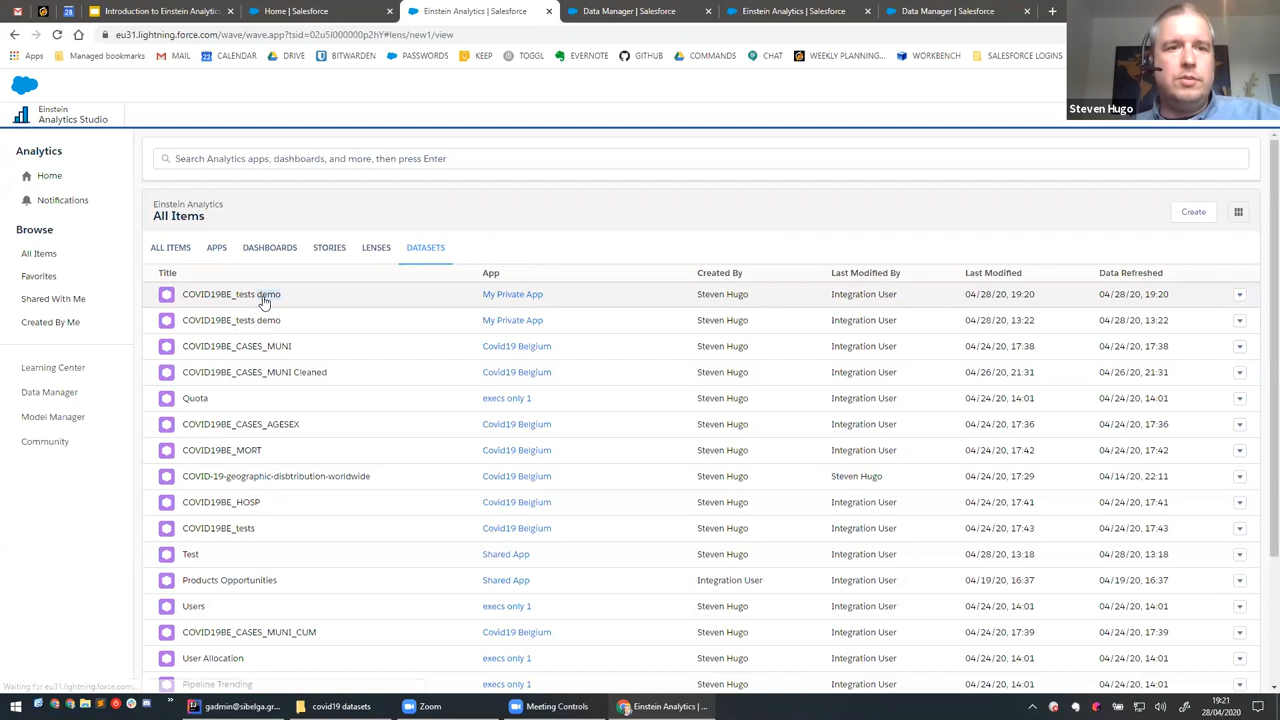 Introduction to Einstein Analytics
Home | Salesforce
Einstein Analytics | Salesforce
Data Manager | Salesforce
Einstein Analytics | Salesforce
Data Manager | Salesforce
eu31.lightning.force.com/wave/wave.app?tsid=02u5I000000p2hY#lens/new1/view
Apps
Managed bookmarks
MAIL
CALENDAR
DRIVE
BITWARDEN
PASSWORDS
KEEP
TOGGL
EVERNOTE
GITHUB
COMMANDS
CHAT
WEEKLY PLANNING...
WORKBENCH
SALESFORCE LOGINS
Steven Hugo
Einstein
Analytics Studio
Analytics
Home
Notifications
Browse
All Items
Favorites
Shared With Me
Created By Me
Learning Center
Data Manager
Model Manager
Community
Search Analytics apps, dashboards, and more, then press Enter
Einstein Analytics
All Items
Create
ALL ITEMS APPS DASHBOARDS STORIES LENSES DATASETS
Title App Created By Last Modified By Last Modified Data Refreshed
COVID19BE_tests demo My Private App Steven Hugo Integration User 04/28/20, 19:20 04/28/20, 19:20
COVID19BE_tests demo My Private App Steven Hugo Integration User 04/28/20, 13:22 04/28/20, 13:22
COVID19BE_CASES_MUNI Covid19 Belgium Steven Hugo Integration User 04/24/20, 17:38 04/24/20, 17:38
COVID19BE_CASES_MUNI Cleaned Covid19 Belgium Steven Hugo Integration User 04/26/20, 21:31 04/26/20, 21:31
Quota execs only 1 Steven Hugo Integration User 04/24/20, 14:01 04/24/20, 14:01
COVID19BE_CASES_AGESEX Covid19 Belgium Steven Hugo Integration User 04/24/20, 17:36 04/24/20, 17:36
COVID19BE_MORT Covid19 Belgium Steven Hugo Integration User 04/24/20, 17:42 04/24/20, 17:42
COVID-19-geographic-disbtribution-worldwide Covid19 Belgium Steven Hugo Steven Hugo 04/24/20, 17:29 04/14/20, 22:11
COVID19BE_HOSP Covid19 Belgium Steven Hugo Integration User 04/24/20, 17:41 04/24/20, 17:41
COVID19BE_tests Covid19 Belgium Steven Hugo Integration User 04/24/20, 17:43 04/24/20, 17:43
Test Shared App Steven Hugo Integration User 04/28/20, 13:18 04/28/20, 13:18
Products Opportunities Shared App Integration User Integration User 04/19/20, 16:37 04/19/20, 16:37
Users execs only 1 Steven Hugo Integration User 04/24/20, 14:01 04/24/20, 14:01
COVID19BE_CASES_MUNI_CUM Covid19 Belgium Steven Hugo Integration User 04/24/20, 17:39 04/24/20, 17:39
User Allocation execs only 1 Steven Hugo Integration User 04/24/20, 14:01 04/24/20, 14:01
Pipeline Trending execs only 1 Steven Hugo Integration User 04/24/20, 14:01 04/24/20, 14:01
Waiting for eu31.lightning.force.com...
gadmin@sibelga.gr...
covid19 datasets
Zoom
Meeting Controls
Einstein Analytics | ...
19:21
28/04/2020